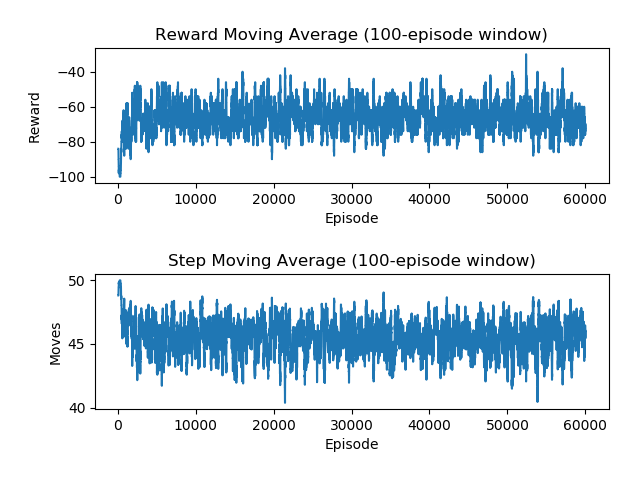 Reward Moving Average (100-episode window)
−40
−60
−80
−100
Reward
0 10000 20000 30000 40000 50000 60000
Episode
Step Moving Average (100-episode window)
50
45
40
Moves
0 10000 20000 30000 40000 50000 60000
Episode